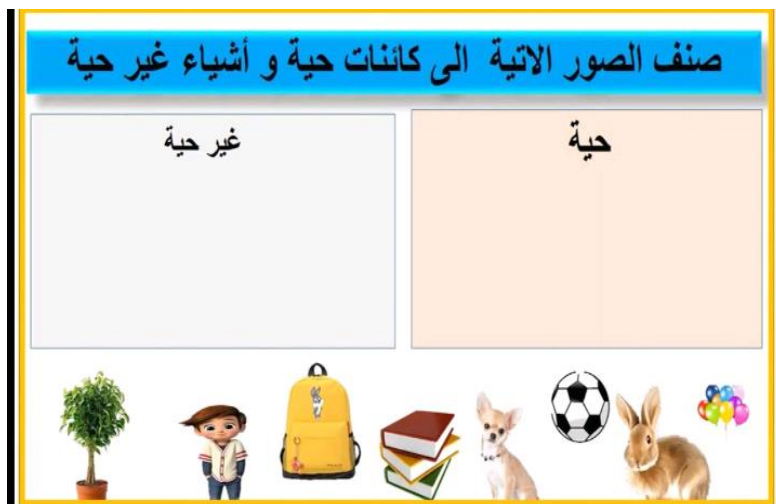 صنف الصور الاتية الى كائنات حية و أشياء غير حية
حية
غير حية